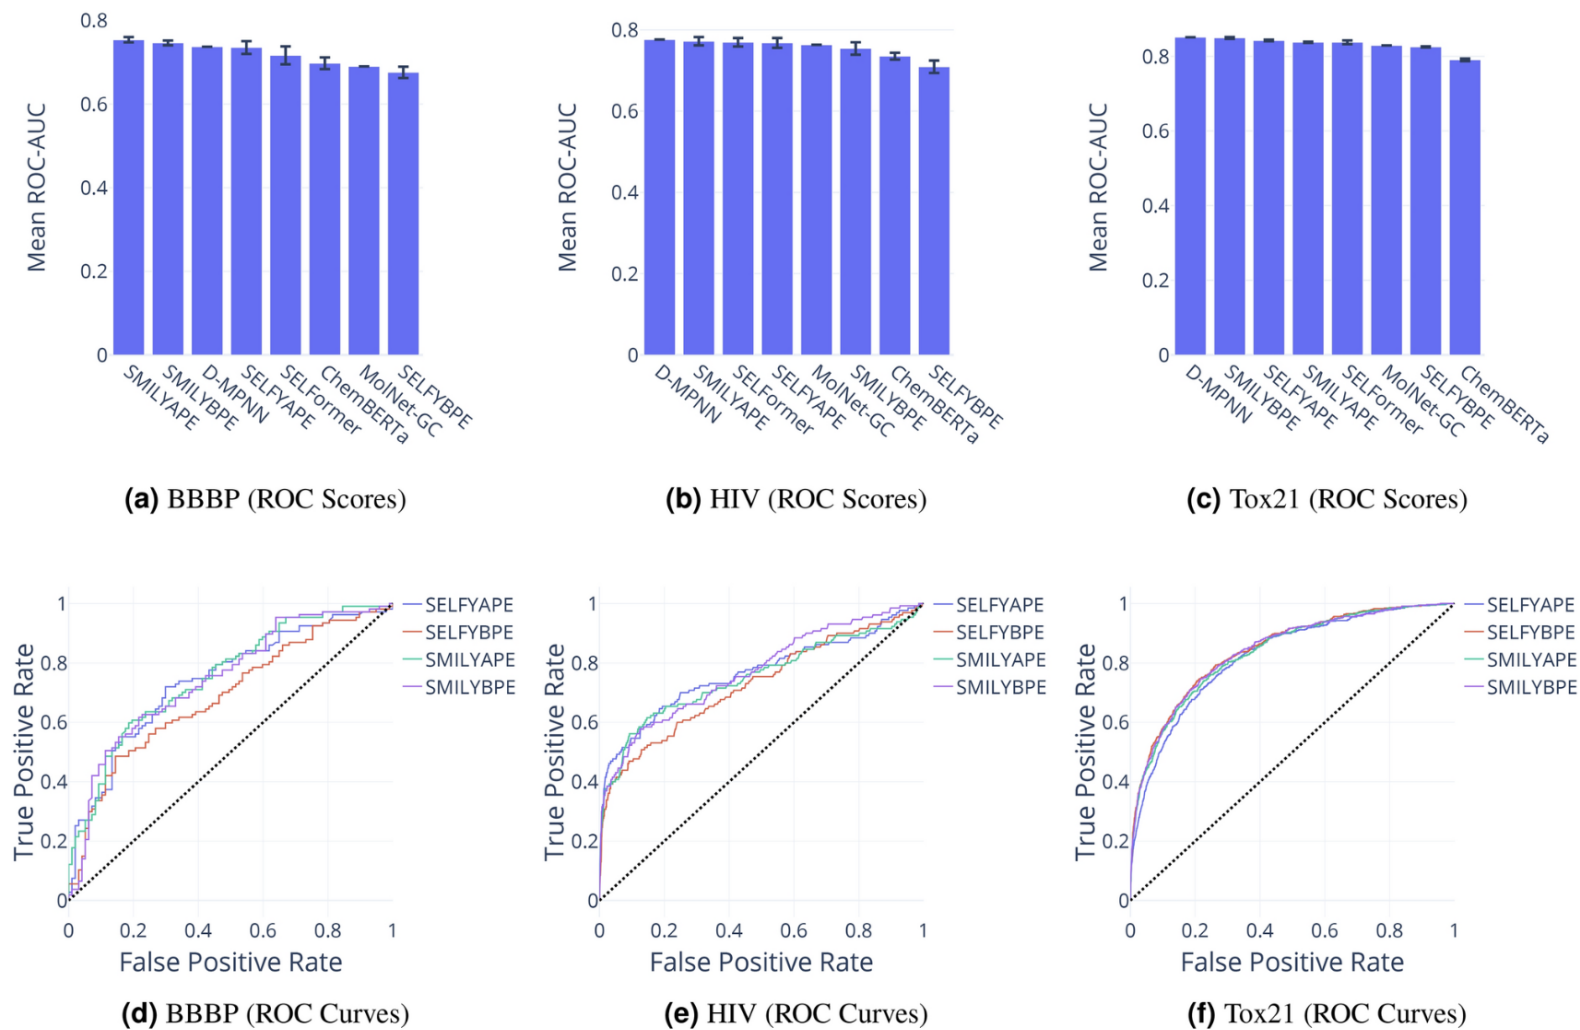 0.8
0.6
0.4
0.2
0
Mean ROC-AUC
SMILYAPE
SMILYBPE
D-MPNN
SELFYAPE
SELFormer
ChemBERTa
MolNet-GC
SELFYBPE
(a) BBBP (ROC Scores)
0.8
0.6
0.4
0.2
0
Mean ROC-AUC
D-MPNN
SMILYAPE
SELFormer
SELFYAPE
MolNet-GC
SMILYBPE
ChemBERTa
SELFYBPE
(b) HIV (ROC Scores)
0.8
0.6
0.4
0.2
0
Mean ROC-AUC
D-MPNN
SMILYBPE
SELFYAPE
SMILYAPE
SELFormer
MolNet-GC
SELFYBPE
ChemBERTa
(c) Tox21 (ROC Scores)
1
0.8
0.6
0.4
0.2
0
True Positive Rate
0 0.2 0.4 0.6 0.8 1
False Positive Rate
SELFYAPE
SELFYBPE
SMILYAPE
SMILYBPE
(d) BBBP (ROC Curves)
1
0.8
0.6
0.4
0.2
0
True Positive Rate
0 0.2 0.4 0.6 0.8 1
False Positive Rate
SELFYAPE
SELFYBPE
SMILYAPE
SMILYBPE
(e) HIV (ROC Curves)
1
0.8
0.6
0.4
0.2
0
True Positive Rate
0 0.2 0.4 0.6 0.8 1
False Positive Rate
SELFYAPE
SELFYBPE
SMILYAPE
SMILYBPE
(f) Tox21 (ROC Curves)